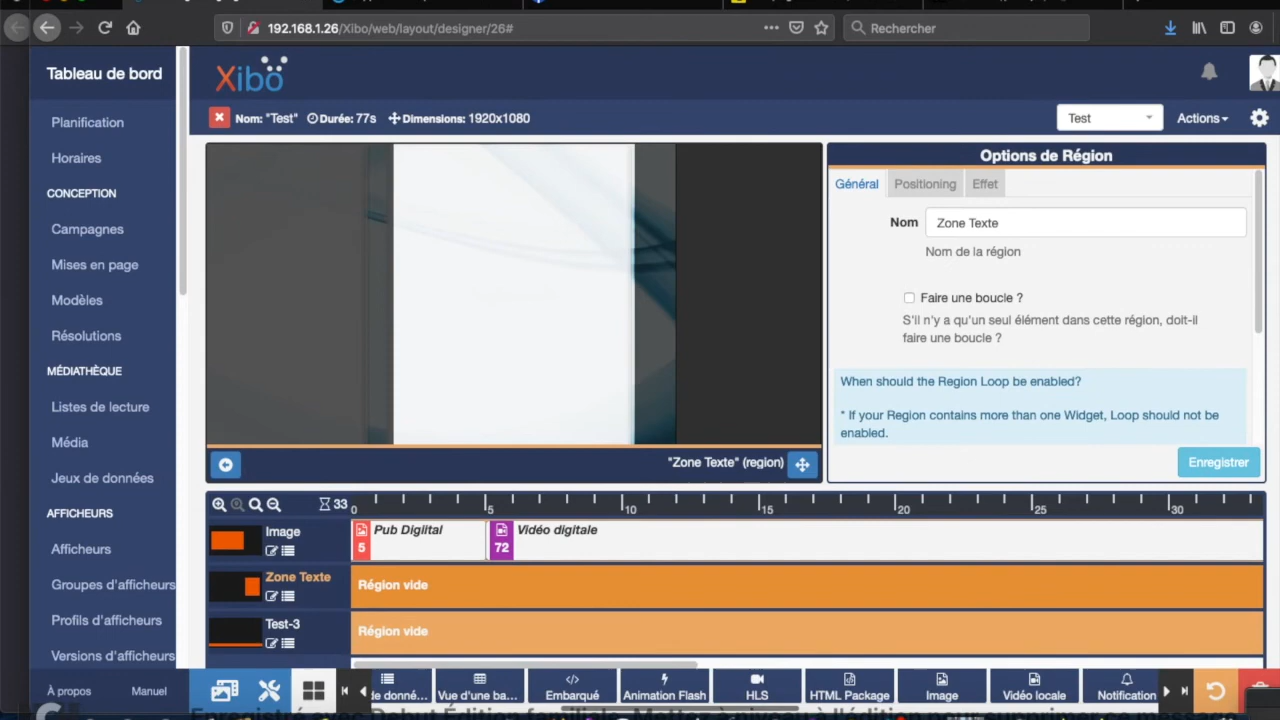 192.168.1.26/Xibo/web/layout/designer/26#
Rechercher
Tableau de bord
Planification
Horaires
CONCEPTION
Campagnes
Mises en page
Modèles
Résolutions
MÉDIATHÈQUE
Listes de lecture
Média
Jeux de données
AFFICHEURS
Afficheurs
Groupes d'afficheurs
Profils d'afficheurs
Versions d'afficheurs
À propos Manuel
Xibo
Nom: "Test" Durée: 77s Dimensions: 1920x1080
Test Actions
"Zone Texte" (region)
Options de Région
Général Positioning Effet
Nom Zone Texte
Nom de la région
Faire une boucle ?
S'il n'y a qu'un seul élément dans cette région, doit-il
faire une boucle ?
When should the Region Loop be enabled?
* If your Region contains more than one Widget, Loop should not be
enabled.
Enregistrer
33 0 5 10 15 20 25 30
Image
5 Pub Digiital
72 Vidéo digitale
Zone Texte
Région vide
Test-3
Région vide
de donné... Vue d'une ba... Embarqué Animation Flash HLS HTML Package Image Vidéo locale Notification